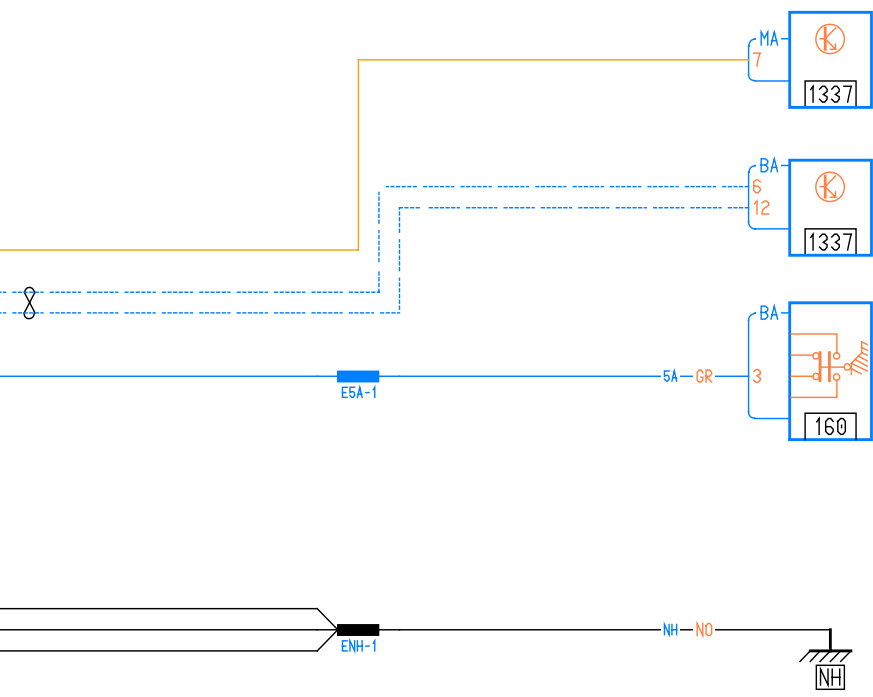 MA
7
1337
BA
6
12
1337
BA
5A GR 3
E5A-1
160
NH NO
ENH-1
NH